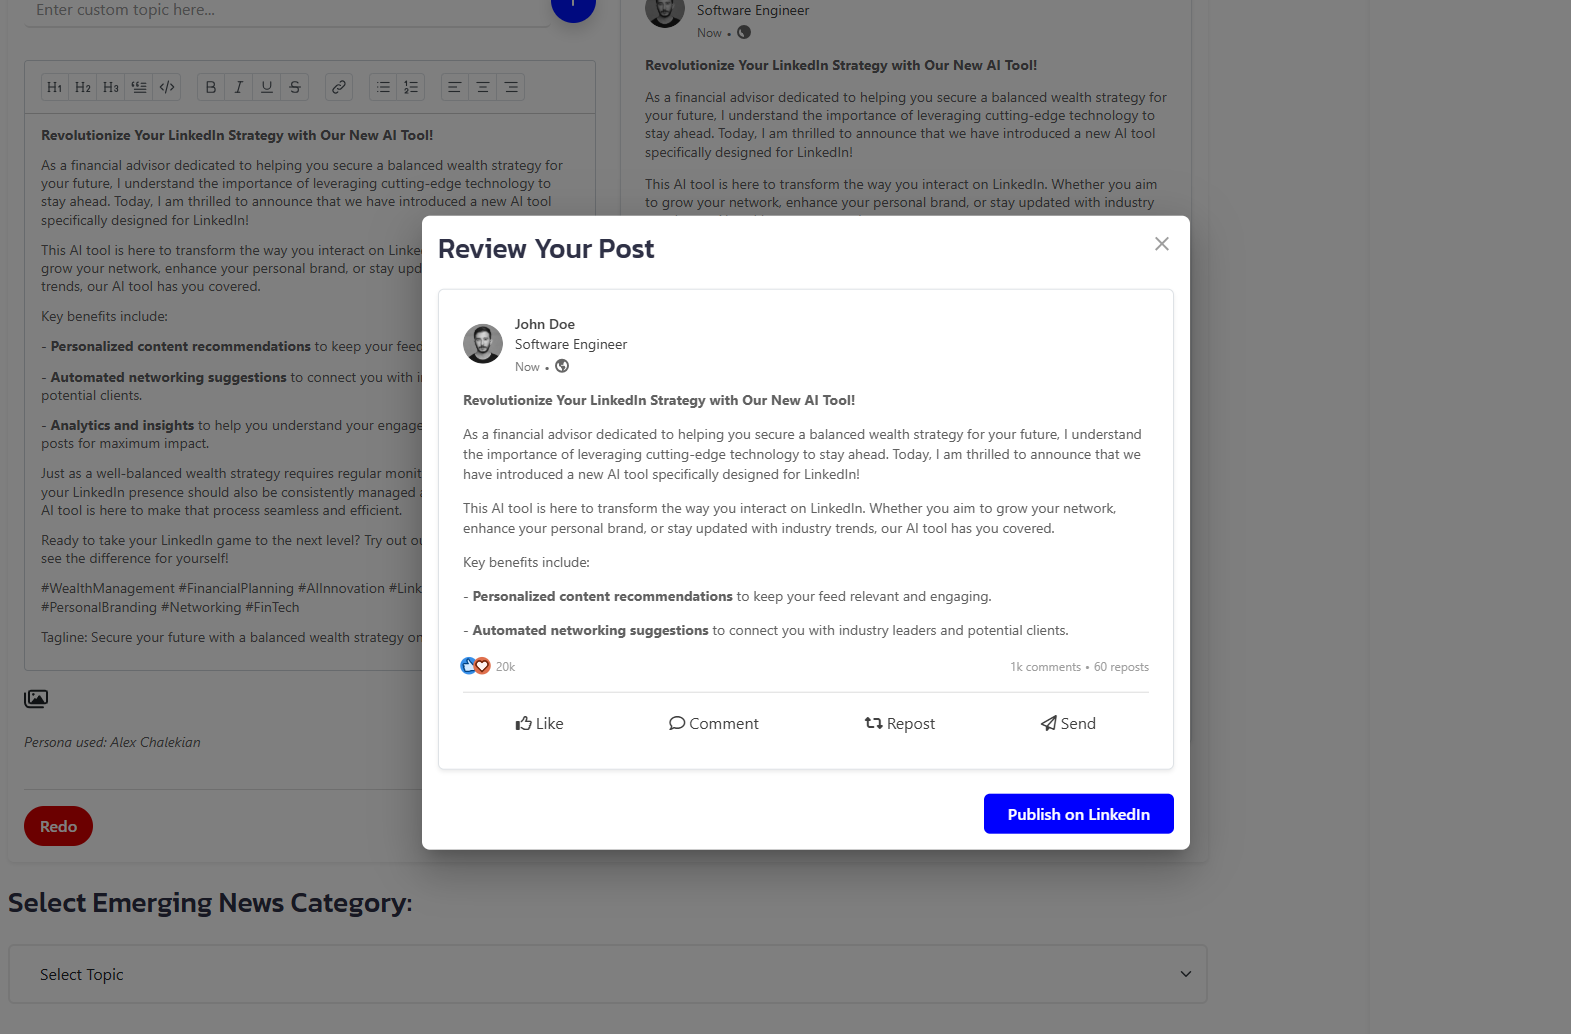 Enter custom topic here...
H1 H2 H3 B I U S
Revolutionize Your LinkedIn Strategy with Our New AI Tool!
As a financial advisor dedicated to helping you secure a balanced wealth strategy for
your future, I understand the importance of leveraging cutting-edge technology to
stay ahead. Today, I am thrilled to announce that we have introduced a new AI tool
specifically designed for LinkedIn!
This AI tool is here to transform the way you interact on
grow your network, enhance your personal brand, or stay
trends, our AI tool has you covered.
Key benefits include:
- Personalized content recommendations to keep your feed
- Automated networking suggestions to connect you with
potential clients.
- Analytics and insights to help you understand your
posts for maximum impact.
Just as a well-balanced wealth strategy requires regular
your LinkedIn presence should also be consistently managed
AI tool is here to make that process seamless and efficient.
Ready to take your LinkedIn game to the next level? Try out
see the difference for yourself!
#WealthManagement #FinancialPlanning #AIInnovation
#PersonalBranding #Networking #FinTech
Tagline: Secure your future with a balanced wealth strategy
Persona used: Alex Chalekian
Redo
Software Engineer
Now •
Revolutionize Your LinkedIn Strategy with Our New AI Tool!
As a financial advisor dedicated to helping you secure a balanced wealth strategy for
your future, I understand the importance of leveraging cutting-edge technology to
stay ahead. Today, I am thrilled to announce that we have introduced a new AI tool
specifically designed for LinkedIn!
This AI tool is here to transform the way you interact on LinkedIn. Whether you aim
to grow your network, enhance your personal brand, or stay updated with industry
Review Your Post
John Doe
Software Engineer
Now •
Revolutionize Your LinkedIn Strategy with Our New AI Tool!
As a financial advisor dedicated to helping you secure a balanced wealth strategy for your future, I understand
the importance of leveraging cutting-edge technology to stay ahead. Today, I am thrilled to announce that we
have introduced a new AI tool specifically designed for LinkedIn!
This AI tool is here to transform the way you interact on LinkedIn. Whether you aim to grow your network,
enhance your personal brand, or stay updated with industry trends, our AI tool has you covered.
Key benefits include:
- Personalized content recommendations to keep your feed relevant and engaging.
- Automated networking suggestions to connect you with industry leaders and potential clients.
20k
1k comments • 60 reposts
Like
Comment
Repost
Send
Publish on LinkedIn
Select Emerging News Category:
Select Topic